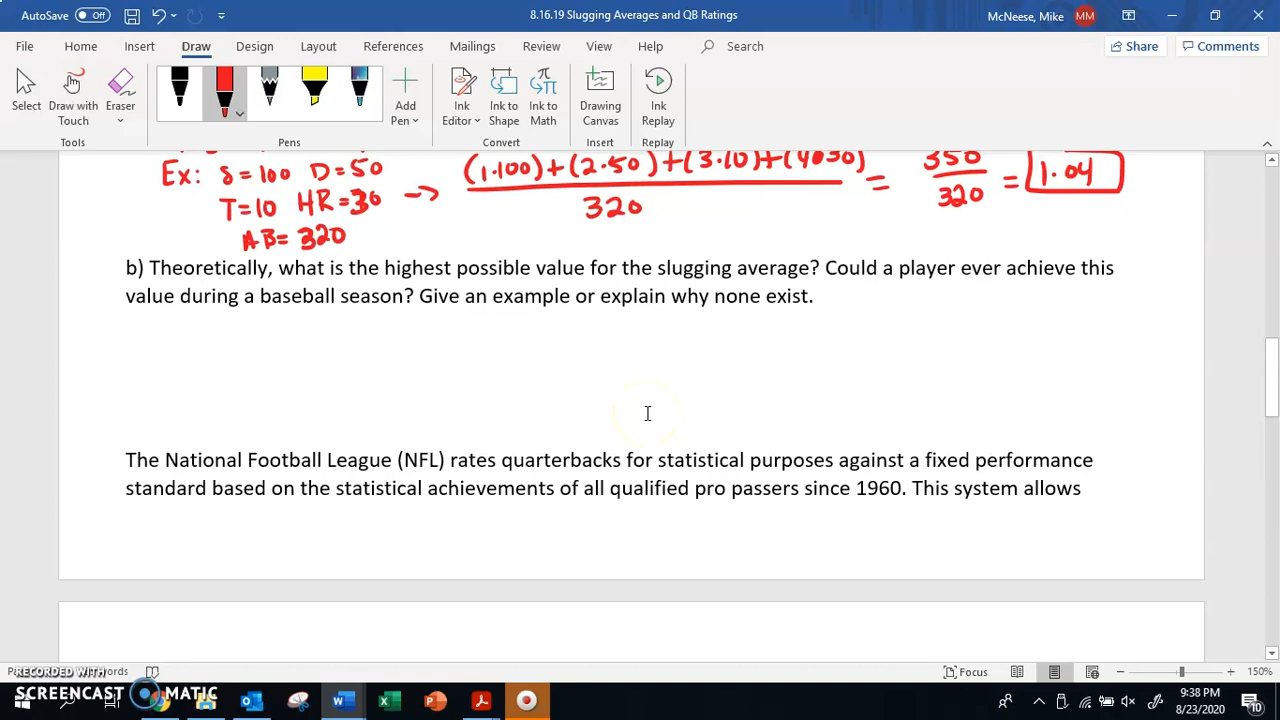 AutoSave Off 8.16.19 Slugging Averages and QB Ratings McNeese, Mike MM
File Home Insert Draw Design Layout References Mailings Review View Help Search Share Comments
Select Draw with Touch Eraser Add Pen Ink Editor Ink to Shape Ink to Math Drawing Canvas Ink Replay
Tools Pens Convert Insert Replay
Ex: S=100 D=50
T=10 HR=30 →
AB=320
(1·100)+(2·50)+(3·10)+(4·30)
320
= 350
320
= 1.04
b) Theoretically, what is the highest possible value for the slugging average? Could a player ever achieve this
value during a baseball season? Give an example or explain why none exist.
The National Football League (NFL) rates quarterbacks for statistical purposes against a fixed performance
standard based on the statistical achievements of all qualified pro passers since 1960. This system allows
RECORDED WITH
SCREENCAST MATIC
words Focus 150%
9:38 PM
8/23/2020
10